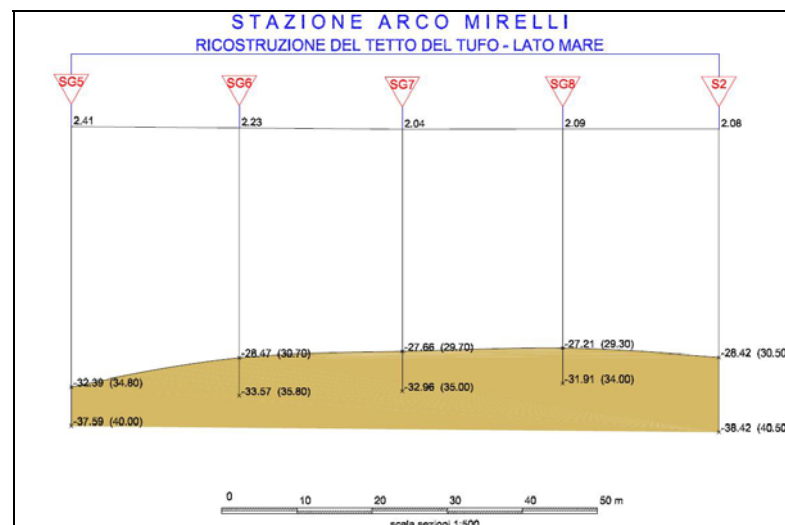 STAZIONE ARCO MIRELLI
RICOSTRUZIONE DEL TETTO DEL TUFO - LATO MARE
SG5 SG6 SG7 SG8 S2
2.41 2.23 2.04 2.09 2.08
-28.47 (30.70) -27.66 (29.70) -27.21 (29.30) -28.42 (30.50
-32.39 (34.80) -33.57 (35.80) -32.96 (35.00) -31.91 (34.00)
-37.59 (40.00) -38.42 (40.50
0 10 20 30 40 50 m
scala sezioni 1:500